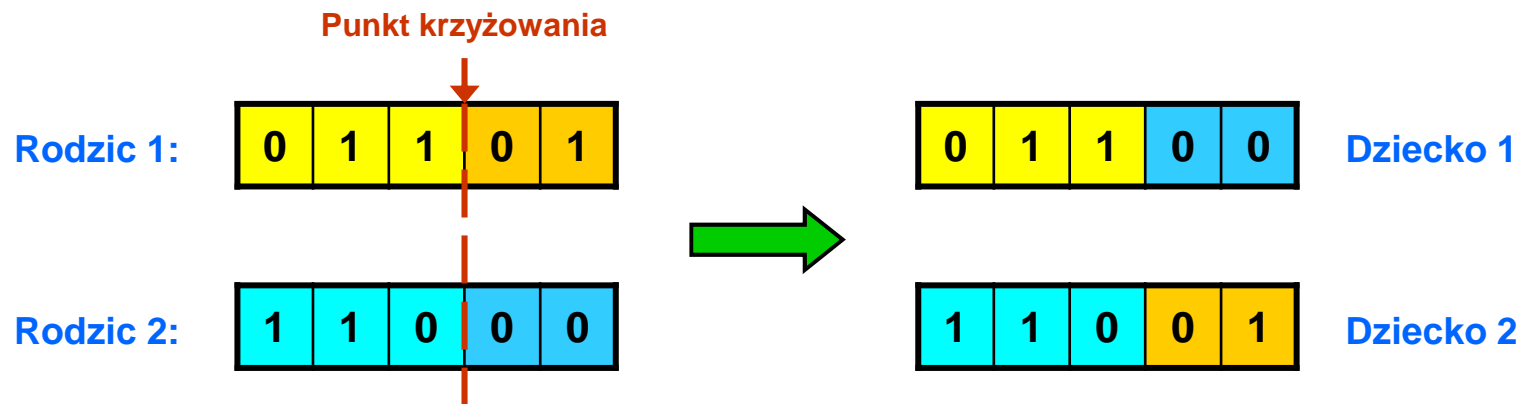 Punkt krzyżowania
Rodzic 1: 0 1 1 0 1 0 1 1 0 0 Dziecko 1
Rodzic 2: 1 1 0 0 0 1 1 0 0 1 Dziecko 2